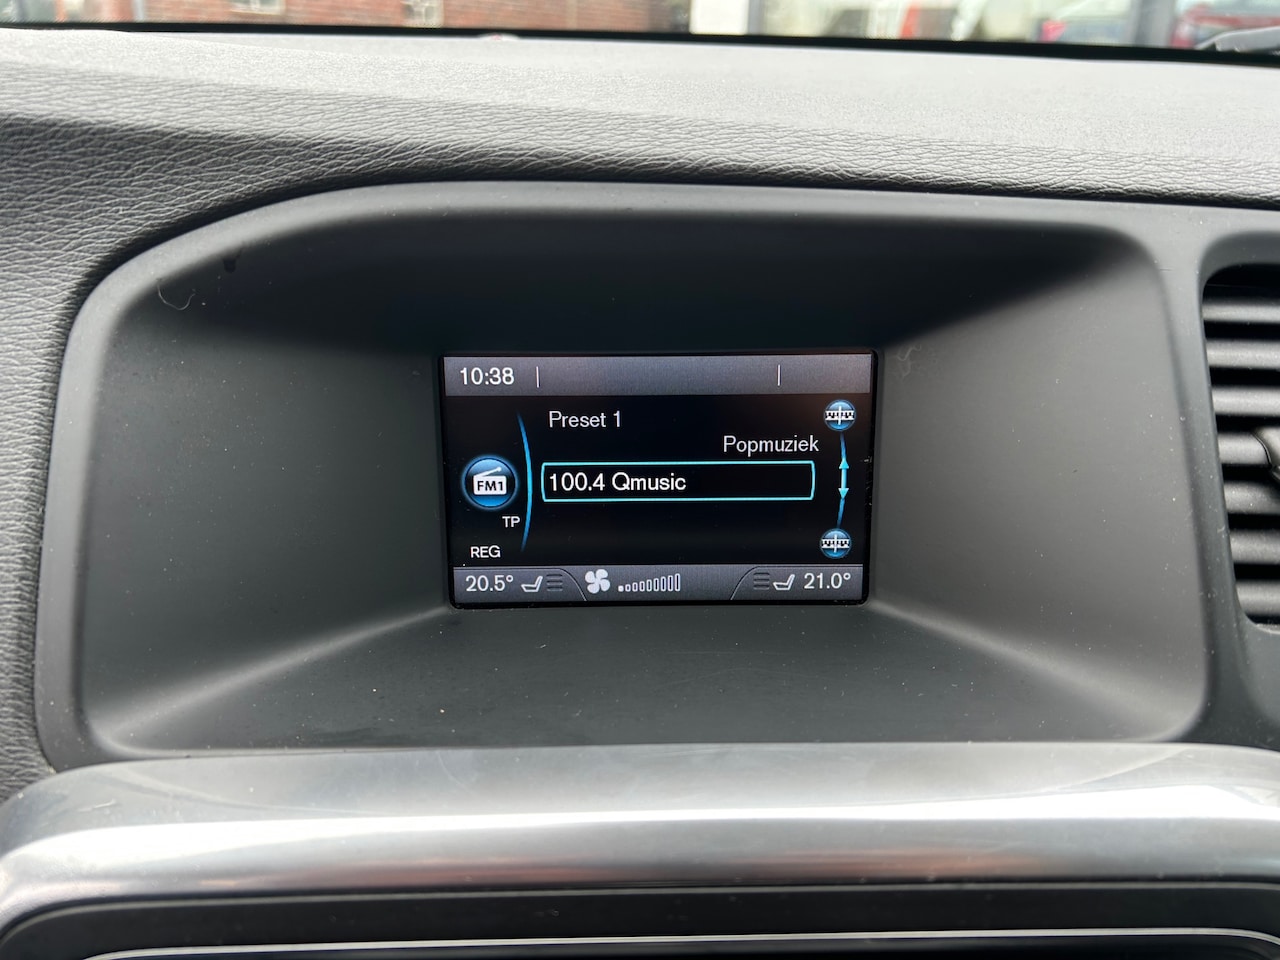 10:38
Preset 1
Popmuziek
FM1
100.4 Qmusic
TP
REG
20.5° 21.0°